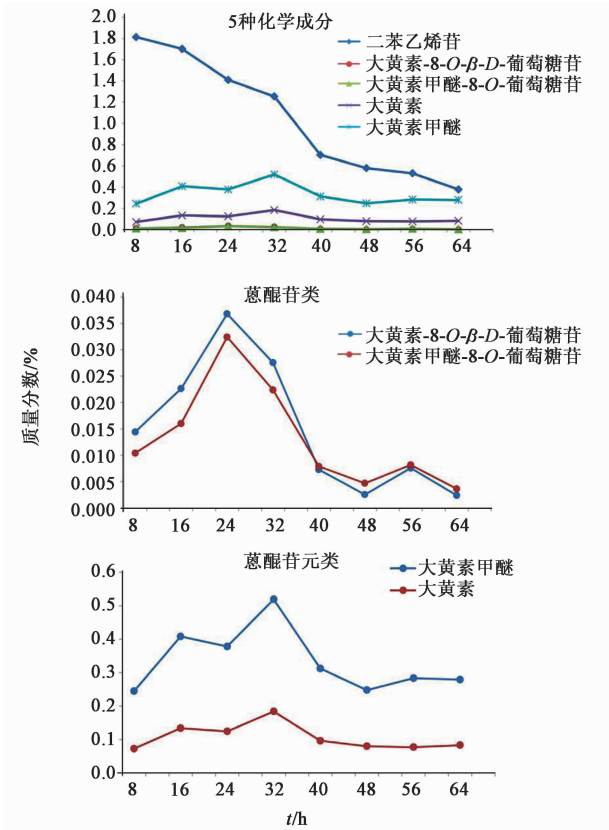 5种化学成分
2.0
1.8
1.6
1.4
1.2
1.0
0.8
0.6
0.4
0.2
0.0
8 16 24 32 40 48 56 64
二苯乙烯苷
大黄素-8-O-β-D-葡萄糖苷
大黄素甲醚-8-O-葡萄糖苷
大黄素
大黄素甲醚
蒽醌苷类
0.040
0.035
0.030
0.025
0.020
0.015
0.010
0.005
0.000
8 16 24 32 40 48 56 64
大黄素-8-O-β-D-葡萄糖苷
大黄素甲醚-8-O-葡萄糖苷
质量分数/%
蒽醌苷元类
大黄素甲醚
大黄素
0.6
0.5
0.4
0.3
0.2
0.1
0.0
8 16 24 32 40 48 56 64
t/h